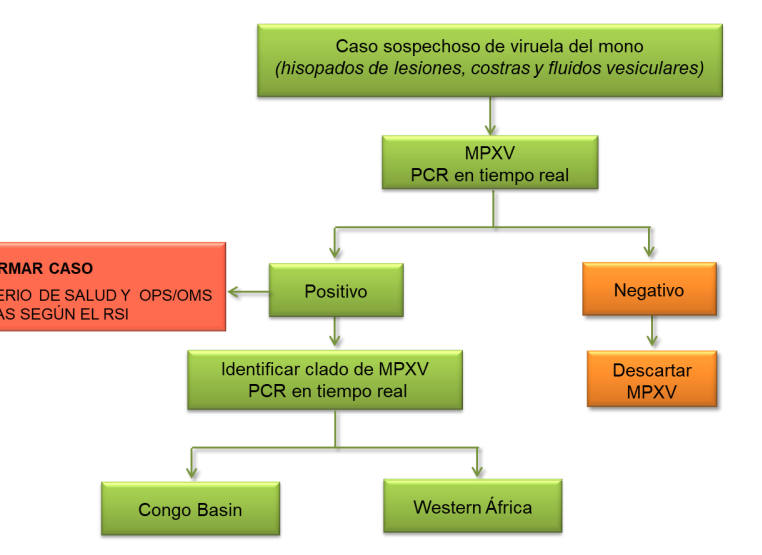 Caso sospechoso de viruela del mono
(hisopados de lesiones, costras y fluidos vesiculares)
MPXV
PCR en tiempo real
RMAR CASO
ERIO DE SALUD Y OPS/OMS
AS SEGÚN EL RSI
Positivo
Negativo
Identificar clado de MPXV
PCR en tiempo real
Descartar
MPXV
Congo Basin
Western África